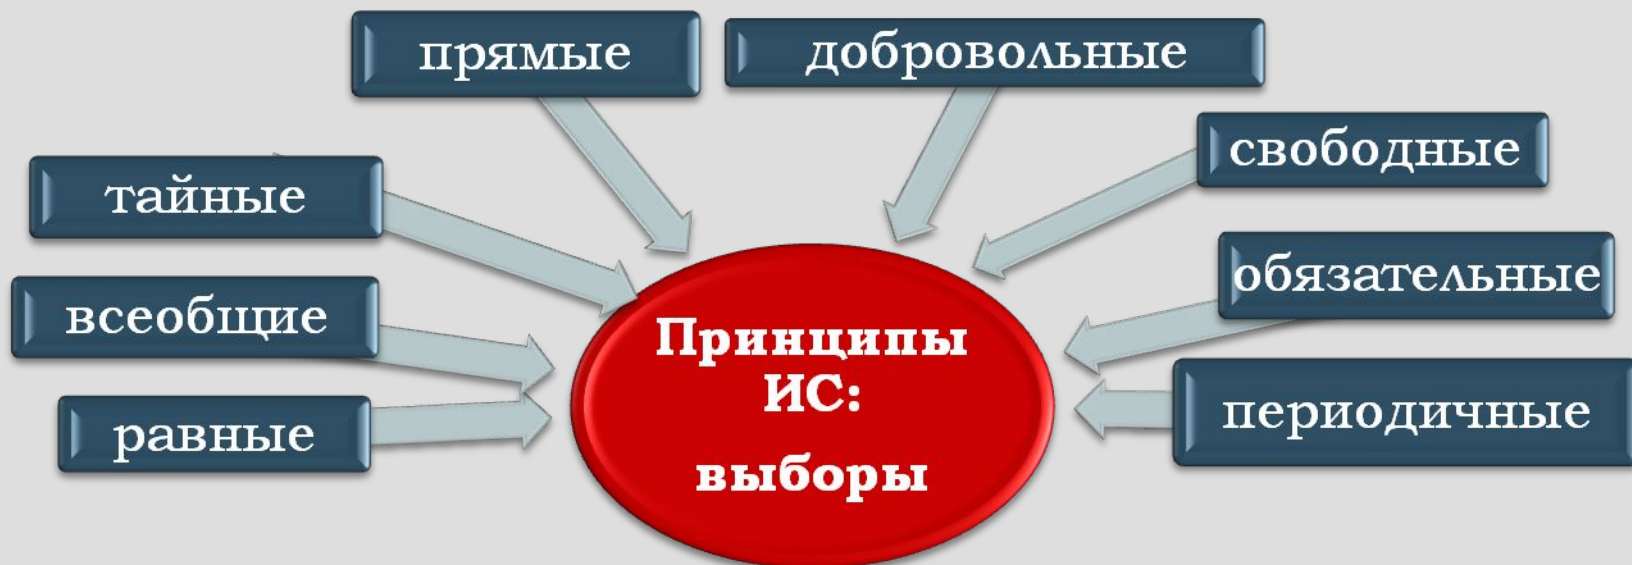 прямые
добровольные
тайные
свободные
всеобщие
обязательные
равные
периодичные
Принципы
ИС:
выборы